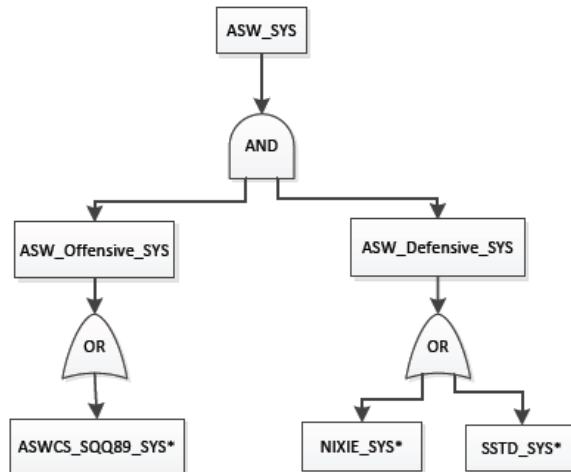 ASW_SYS
AND
ASW_Offensive_SYS
ASW_Defensive_SYS
OR
OR
ASWCS_SQQ89_SYS*
NIXIE_SYS*
SSTD_SYS*